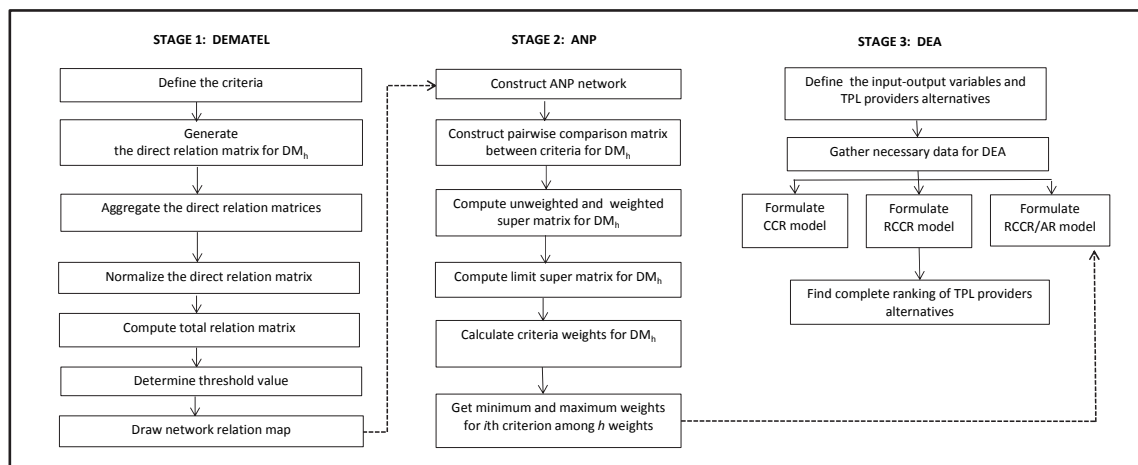 STAGE 1: DEMATEL
Define the criteria
Generate
the direct relation matrix for DMh
Aggregate the direct relation matrices
Normalize the direct relation matrix
Compute total relation matrix
Determine threshold value
Draw network relation map
STAGE 2: ANP
Construct ANP network
Construct pairwise comparison matrix
between criteria for DMh
Compute unweighted and weighted
super matrix for DMh
Compute limit super matrix for DMh
Calculate criteria weights for DMh
Get minimum and maximum weights
for ith criterion among h weights
STAGE 3: DEA
Define the input-output variables and
TPL providers alternatives
Gather necessary data for DEA
Formulate
CCR model
Formulate
RCCR model
Formulate
RCCR/AR model
Find complete ranking of TPL providers
alternatives